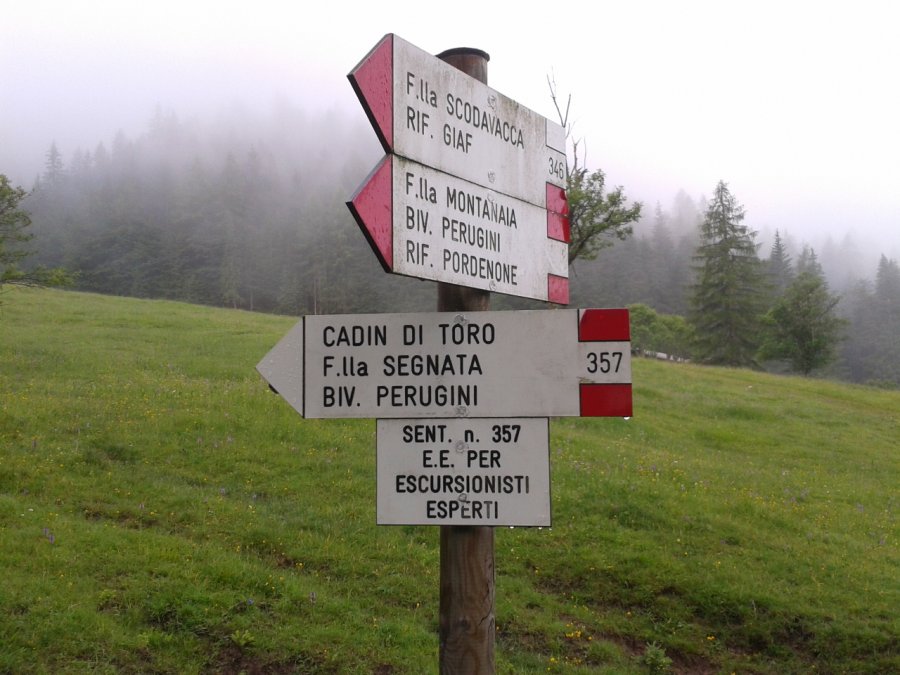 F.lla SCODAVACCA
RIF. GIAF
346
F.lla MONTANAIA
BIV. PERUGINI
RIF. PORDENONE
CADIN DI TORO
F.lla SEGNATA
BIV. PERUGINI
357
SENT. n. 357
E.E. PER
ESCURSIONISTI
ESPERTI